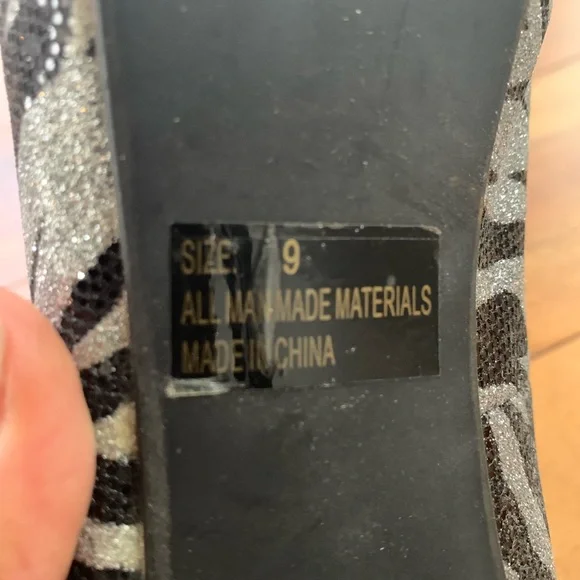 SIZE: 9
ALL MAN-MADE MATERIALS
MADE IN CHINA